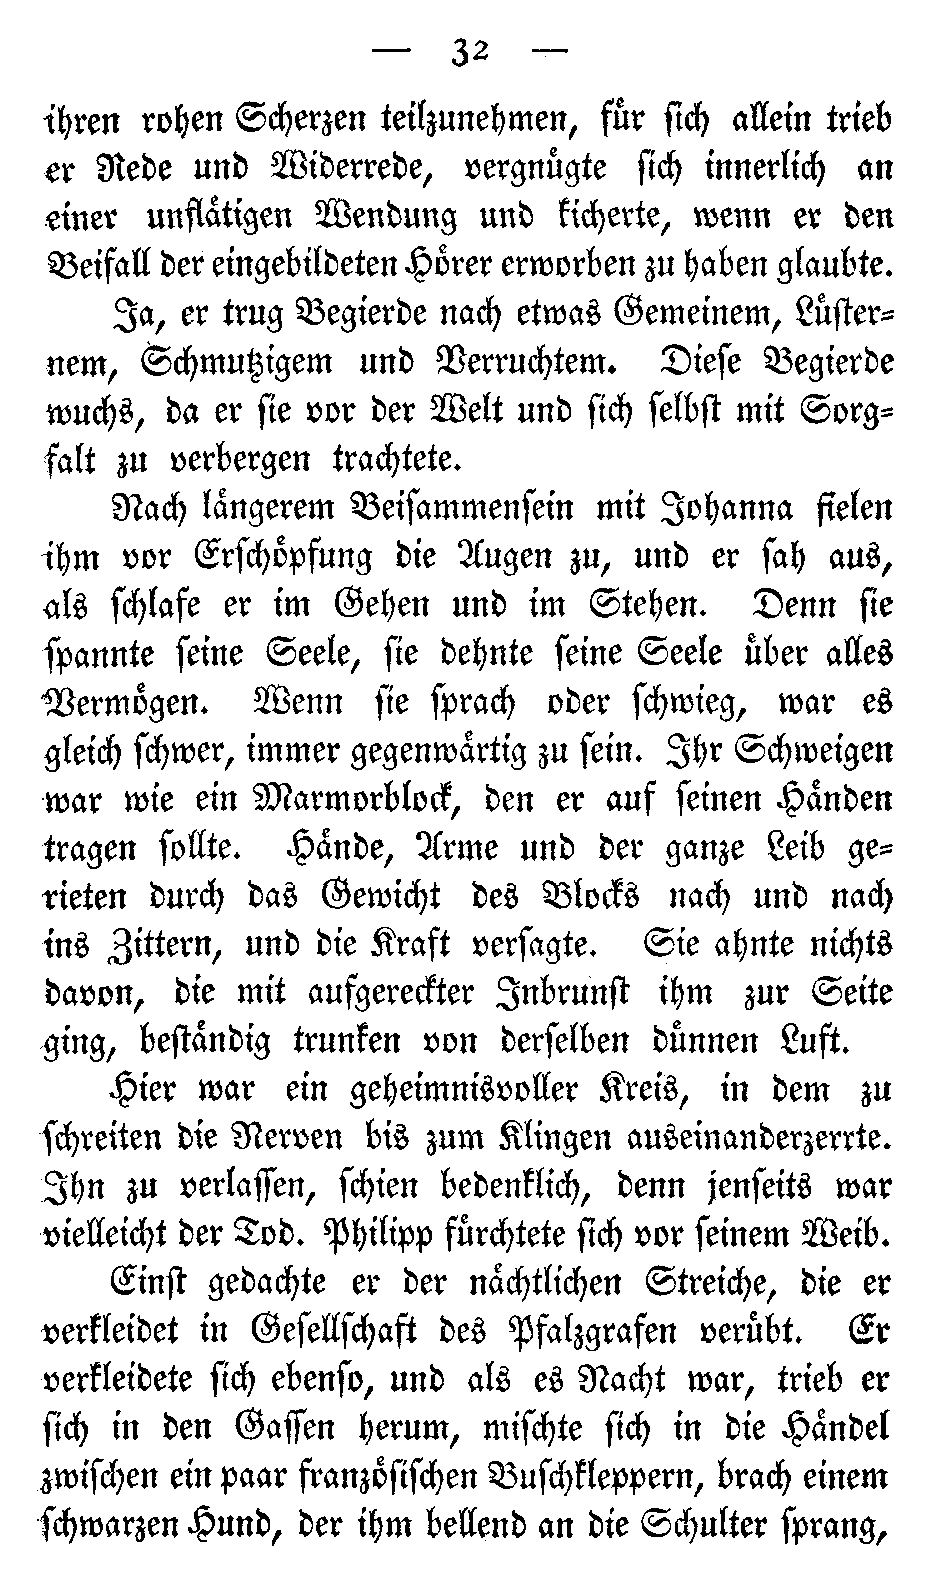 — 32 —
ihren rohen Scherzen teilzunehmen, für sich allein trieb
er Rede und Widerrede, vergnügte sich innerlich an
einer unflätigen Wendung und kicherte, wenn er den
Beifall der eingebildeten Hörer erworben zu haben glaubte.
Ja, er trug Begierde nach etwas Gemeinem, Lüster-
nem, Schmutzigem und Verruchtem. Diese Begierde
wuchs, da er sie vor der Welt und sich selbst mit Sorg-
falt zu verbergen trachtete.
Nach längerem Beisammensein mit Johanna fielen
ihm vor Erschöpfung die Augen zu, und er sah aus,
als schlafe er im Gehen und im Stehen. Denn sie
spannte seine Seele, sie dehnte seine Seele über alles
Vermögen. Wenn sie sprach oder schwieg, war es
gleich schwer, immer gegenwärtig zu sein. Ihr Schweigen
war wie ein Marmorblock, den er auf seinen Händen
tragen sollte. Hände, Arme und der ganze Leib ge-
rieten durch das Gewicht des Blocks nach und nach
ins Zittern, und die Kraft versagte. Sie ahnte nichts
davon, die mit aufgereckter Inbrunst ihm zur Seite
ging, beständig trunken von derselben dünnen Luft.
Hier war ein geheimnisvoller Kreis, in dem zu
schreiten die Nerven bis zum Klingen auseinanderzerrte.
Ihn zu verlassen, schien bedenklich, denn jenseits war
vielleicht der Tod. Philipp fürchtete sich vor seinem Weib.
Einst gedachte er der nächtlichen Streiche, die er
verkleidet in Gesellschaft des Pfalzgrafen verübt. Er
verkleidete sich ebenso, und als es Nacht war, trieb er
sich in den Gassen herum, mischte sich in die Händel
zwischen ein paar französischen Buschkleppern, brach einem
schwarzen Hund, der ihm bellend an die Schulter sprang,